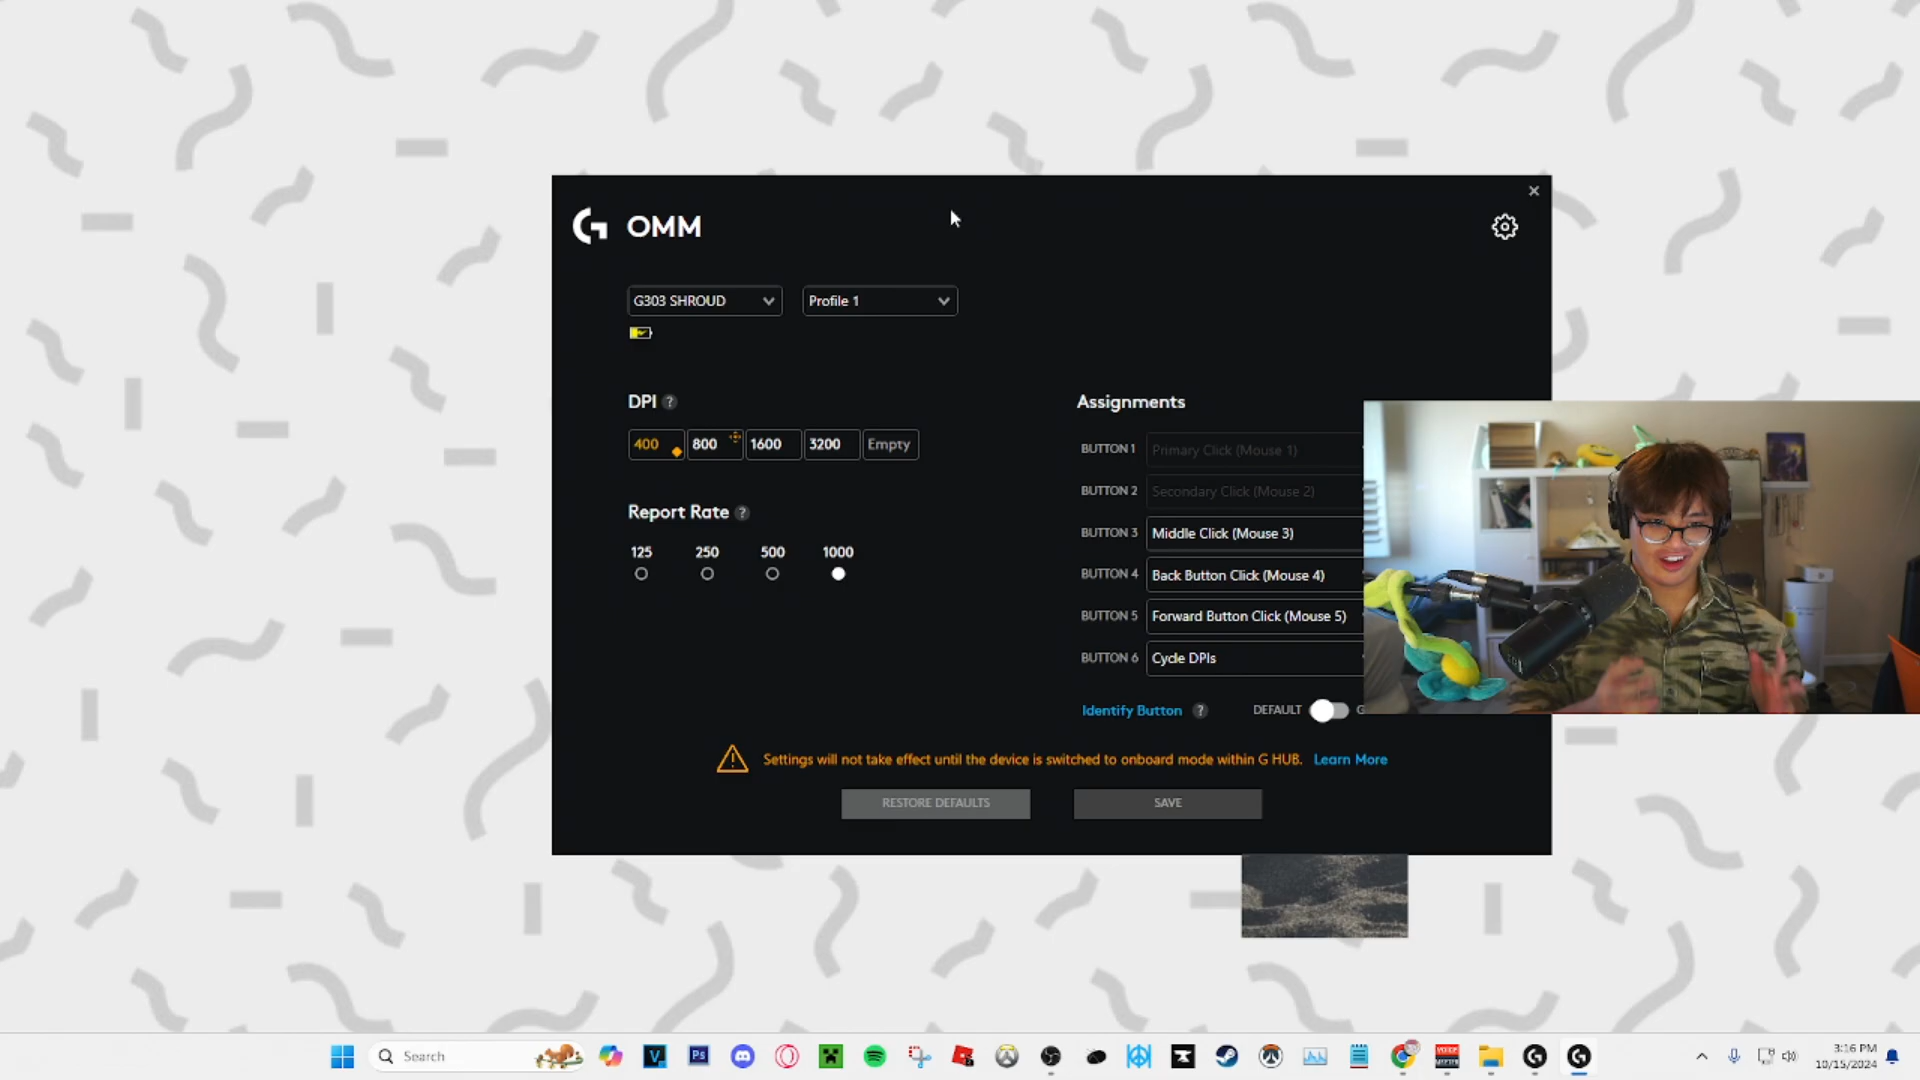 OMM
G303 SHROUD
Profile 1
DPI ?
400 800 1600 3200 Empty
Report Rate ?
125 250 500 1000
Assignments
BUTTON 1 Primary Click (Mouse 1)
BUTTON 2 Secondary Click (Mouse 2)
BUTTON 3 Middle Click (Mouse 3)
BUTTON 4 Back Button Click (Mouse 4)
BUTTON 5 Forward Button Click (Mouse 5)
BUTTON 6 Cycle DPIs
Identify Button ? DEFAULT G
Settings will not take effect until the device is switched to onboard mode within G HUB. Learn More
RESTORE DEFAULTS SAVE
Search
V
Ps
3:16 PM
10/15/2024